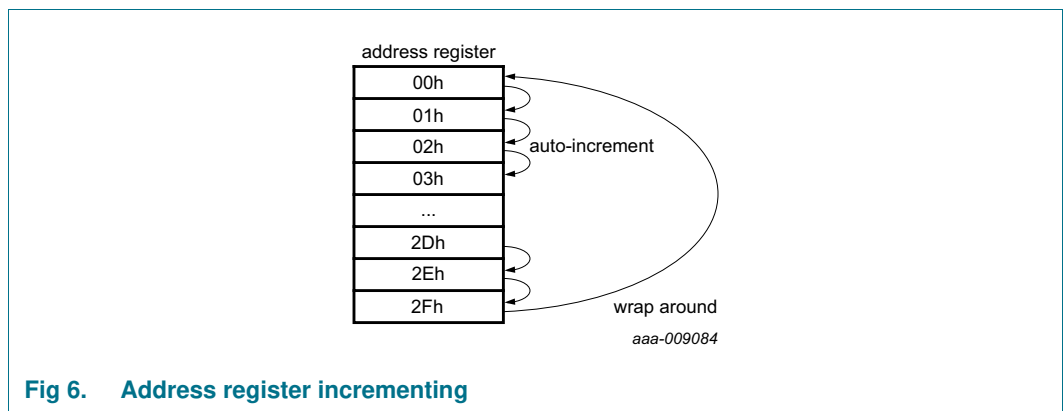 address register
00h
01h
02h
auto-increment
03h
...
2Dh
2Eh
2Fh
wrap around
aaa-009084
Fig 6. Address register incrementing